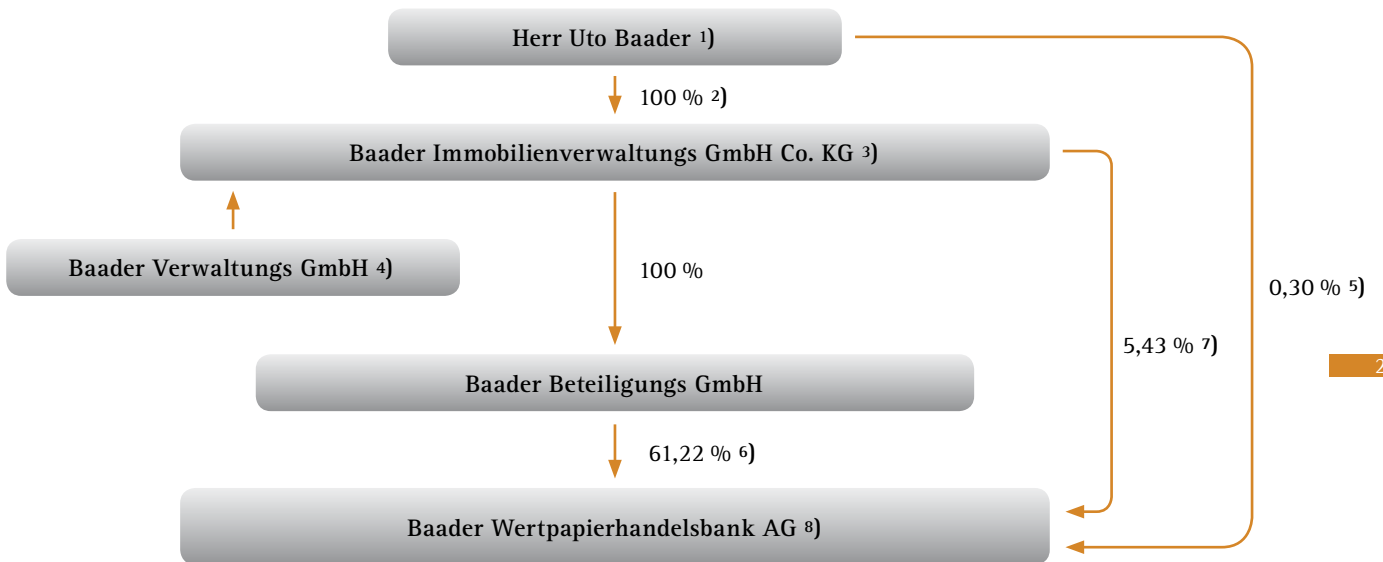 Herr Uto Baader 1)
100 % 2)
Baader Immobilienverwaltungs GmbH Co. KG 3)
Baader Verwaltungs GmbH 4)
100 %
0,30 % 5)
5,43 % 7)
2
Baader Beteiligungs GmbH
61,22 % 6)
Baader Wertpapierhandelsbank AG 8)